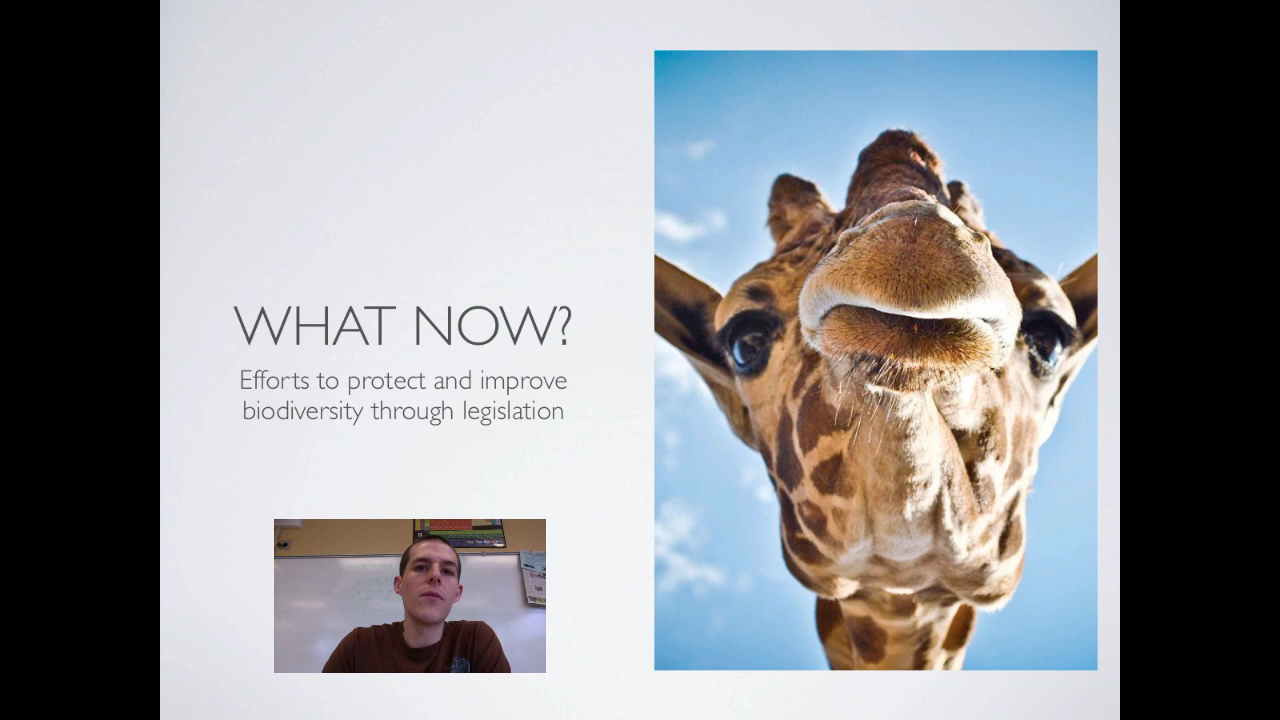 WHAT NOW?
Efforts to protect and improve
biodiversity through legislation